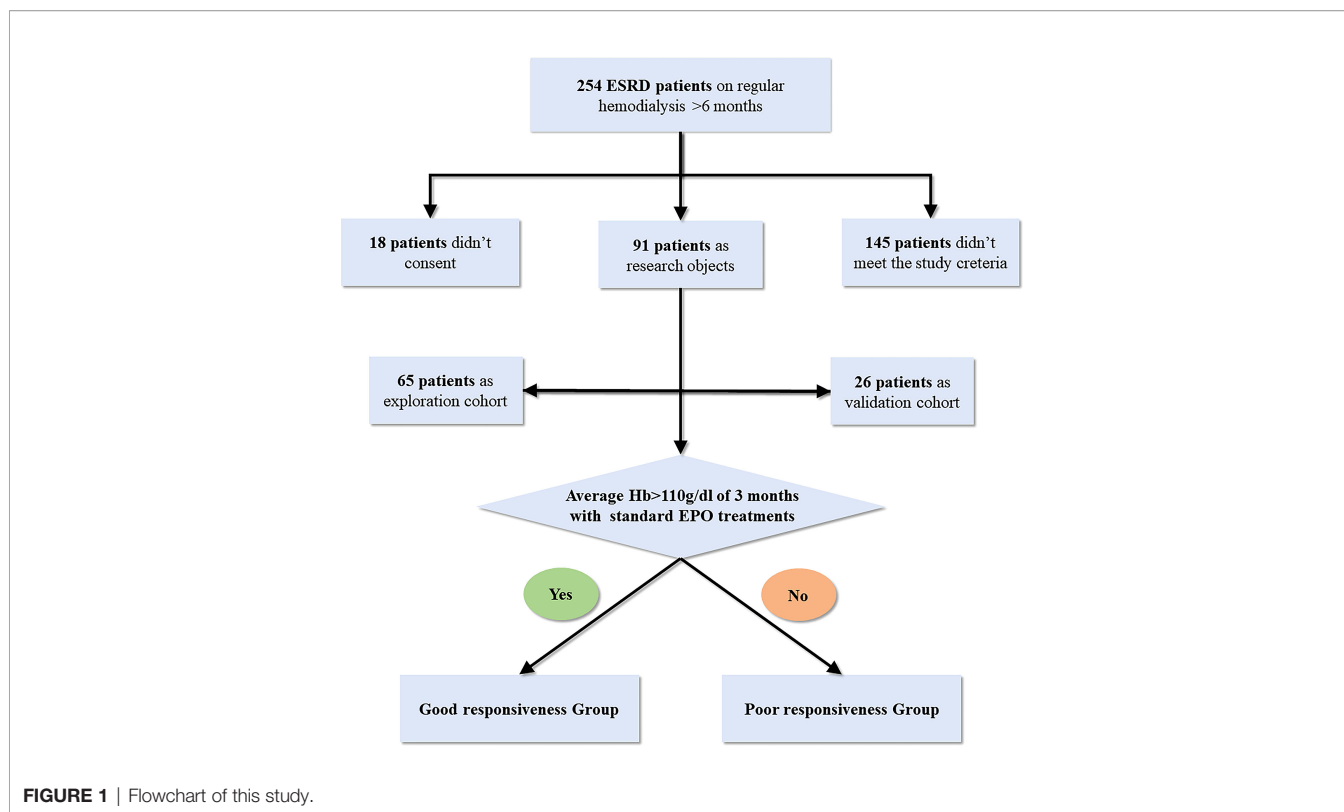 254 ESRD patients on regular
hemodialysis >6 months
18 patients didn’t
consent
91 patients as
research objects
145 patients didn’t
meet the study creteria
65 patients as
exploration cohort
26 patients as
validation cohort
Average Hb>110g/dl of 3 months
with standard EPO treatments
Yes
No
Good responsiveness Group
Poor responsiveness Group
FIGURE 1 | Flowchart of this study.